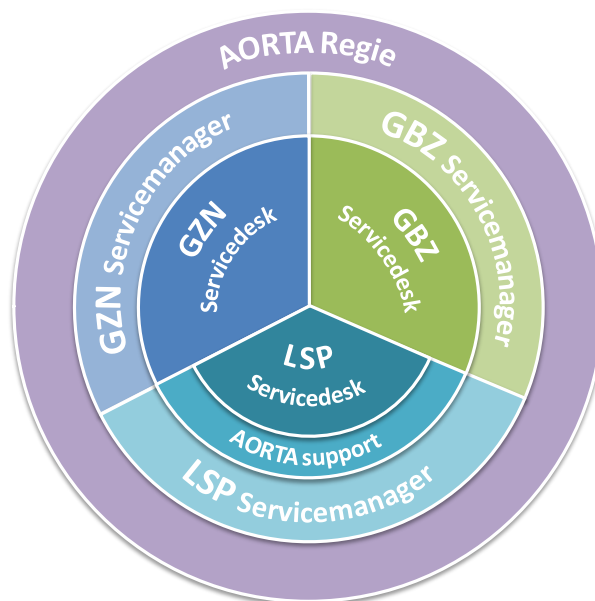 AORTA Regie
GZN Servicemanager
GBZ Servicemanager
GZN
Servicedesk
GBZ
Servicedesk
LSP
Servicedesk
AORTA support
LSP Servicemanager